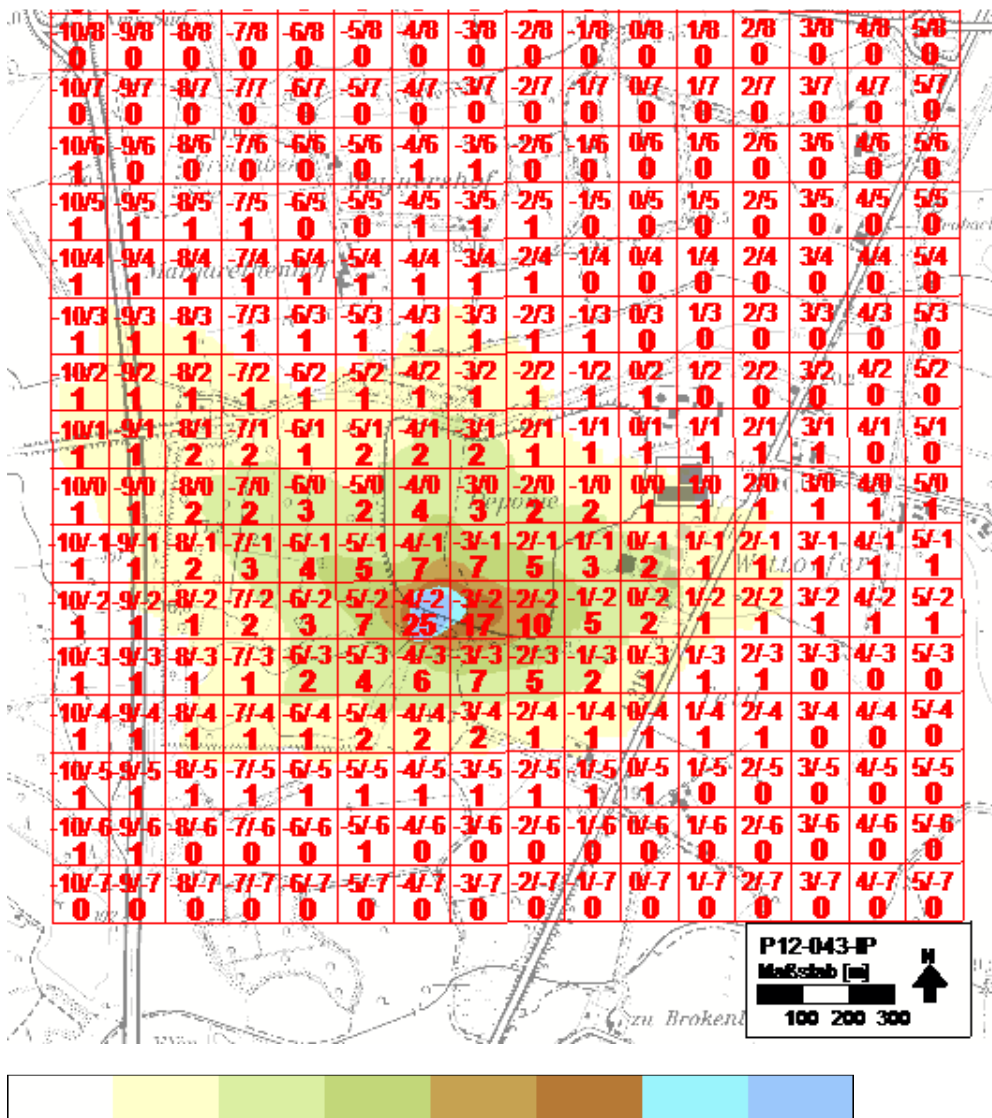 -10/8 -9/8 -8/8 -7/8 -6/8 -5/8 -4/8 -3/8 -2/8 -1/8 0/8 1/8 2/8 3/8 4/8 5/8
0 0 0 0 0 0 0 0 0 0 0 0 0 0 0 0
-10/7 -9/7 -8/7 -7/7 -6/7 -5/7 -4/7 -3/7 -2/7 -1/7 0/7 1/7 2/7 3/7 4/7 5/7
0 0 0 0 0 0 0 0 0 0 0 0 0 0 0 0
-10/6 -9/6 -8/6 -7/6 -6/6 -5/6 -4/6 -3/6 -2/6 -1/6 0/6 1/6 2/6 3/6 4/6 5/6
1 0 0 0 0 0 1 1 0 0 0 0 0 0 0 0
-10/5 -9/5 -8/5 -7/5 -6/5 -5/5 -4/5 -3/5 -2/5 -1/5 0/5 1/5 2/5 3/5 4/5 5/5
1 1 1 1 0 0 1 1 1 0 0 0 0 0 0 0
-10/4 -9/4 -8/4 -7/4 -6/4 -5/4 -4/4 -3/4 -2/4 -1/4 0/4 1/4 2/4 3/4 4/4 5/4
Margarethenhof
1 1 1 1 1 1 1 1 1 0 0 0 0 0 0 0
-10/3 -9/3 -8/3 -7/3 -6/3 -5/3 -4/3 -3/3 -2/3 -1/3 0/3 1/3 2/3 3/3 4/3 5/3
1 1 1 1 1 1 1 1 1 1 0 0 0 0 0 0
-10/2 -9/2 -8/2 -7/2 -6/2 -5/2 -4/2 -3/2 -2/2 -1/2 0/2 1/2 2/2 3/2 4/2 5/2
1 1 1 1 1 1 1 1 1 1 1 0 0 0 0 0
-10/1 -9/1 -8/1 -7/1 -6/1 -5/1 -4/1 -3/1 -2/1 -1/1 0/1 1/1 2/1 3/1 4/1 5/1
1 1 2 2 1 2 2 2 1 1 1 1 1 1 0 0
-10/0 -9/0 -8/0 -7/0 -6/0 -5/0 -4/0 -3/0 -2/0 -1/0 0/0 1/0 2/0 3/0 4/0 5/0
Deponie
1 1 2 2 3 2 4 3 2 2 1 1 1 1 1 1
-10/-1 -9/-1 -8/-1 -7/-1 -6/-1 -5/-1 -4/-1 -3/-1 -2/-1 -1/-1 0/-1 1/-1 2/-1 3/-1 4/-1 5/-1
1 1 2 3 4 5 7 7 5 3 2 1 1 1 1 1
-10/-2 -9/-2 -8/-2 -7/-2 -6/-2 -5/-2 -4/-2 -3/-2 -2/-2 -1/-2 0/-2 1/-2 2/-2 3/-2 4/-2 5/-2
1 1 1 2 3 7 25 17 10 5 2 1 1 1 1 1
-10/-3 -9/-3 -8/-3 -7/-3 -6/-3 -5/-3 -4/-3 -3/-3 -2/-3 -1/-3 0/-3 1/-3 2/-3 3/-3 4/-3 5/-3
1 1 1 1 2 4 6 7 5 2 1 1 1 0 0 0
-10/-4 -9/-4 -8/-4 -7/-4 -6/-4 -5/-4 -4/-4 -3/-4 -2/-4 -1/-4 0/-4 1/-4 2/-4 3/-4 4/-4 5/-4
1 1 1 1 1 2 2 2 1 1 1 1 1 0 0 0
-10/-5 -9/-5 -8/-5 -7/-5 -6/-5 -5/-5 -4/-5 -3/-5 -2/-5 -1/-5 0/-5 1/-5 2/-5 3/-5 4/-5 5/-5
1 1 1 1 1 1 1 1 1 1 1 0 0 0 0 0
-10/-6 -9/-6 -8/-6 -7/-6 -6/-6 -5/-6 -4/-6 -3/-6 -2/-6 -1/-6 0/-6 1/-6 2/-6 3/-6 4/-6 5/-6
1 1 0 0 0 1 0 0 0 0 0 0 0 0 0 0
-10/-7 -9/-7 -8/-7 -7/-7 -6/-7 -5/-7 -4/-7 -3/-7 -2/-7 -1/-7 0/-7 1/-7 2/-7 3/-7 4/-7 5/-7
0 0 0 0 0 0 0 0 0 0 0 0 0 0 0 0
P12-043-IP
N
Maßstab [m]
100 200 300
zu